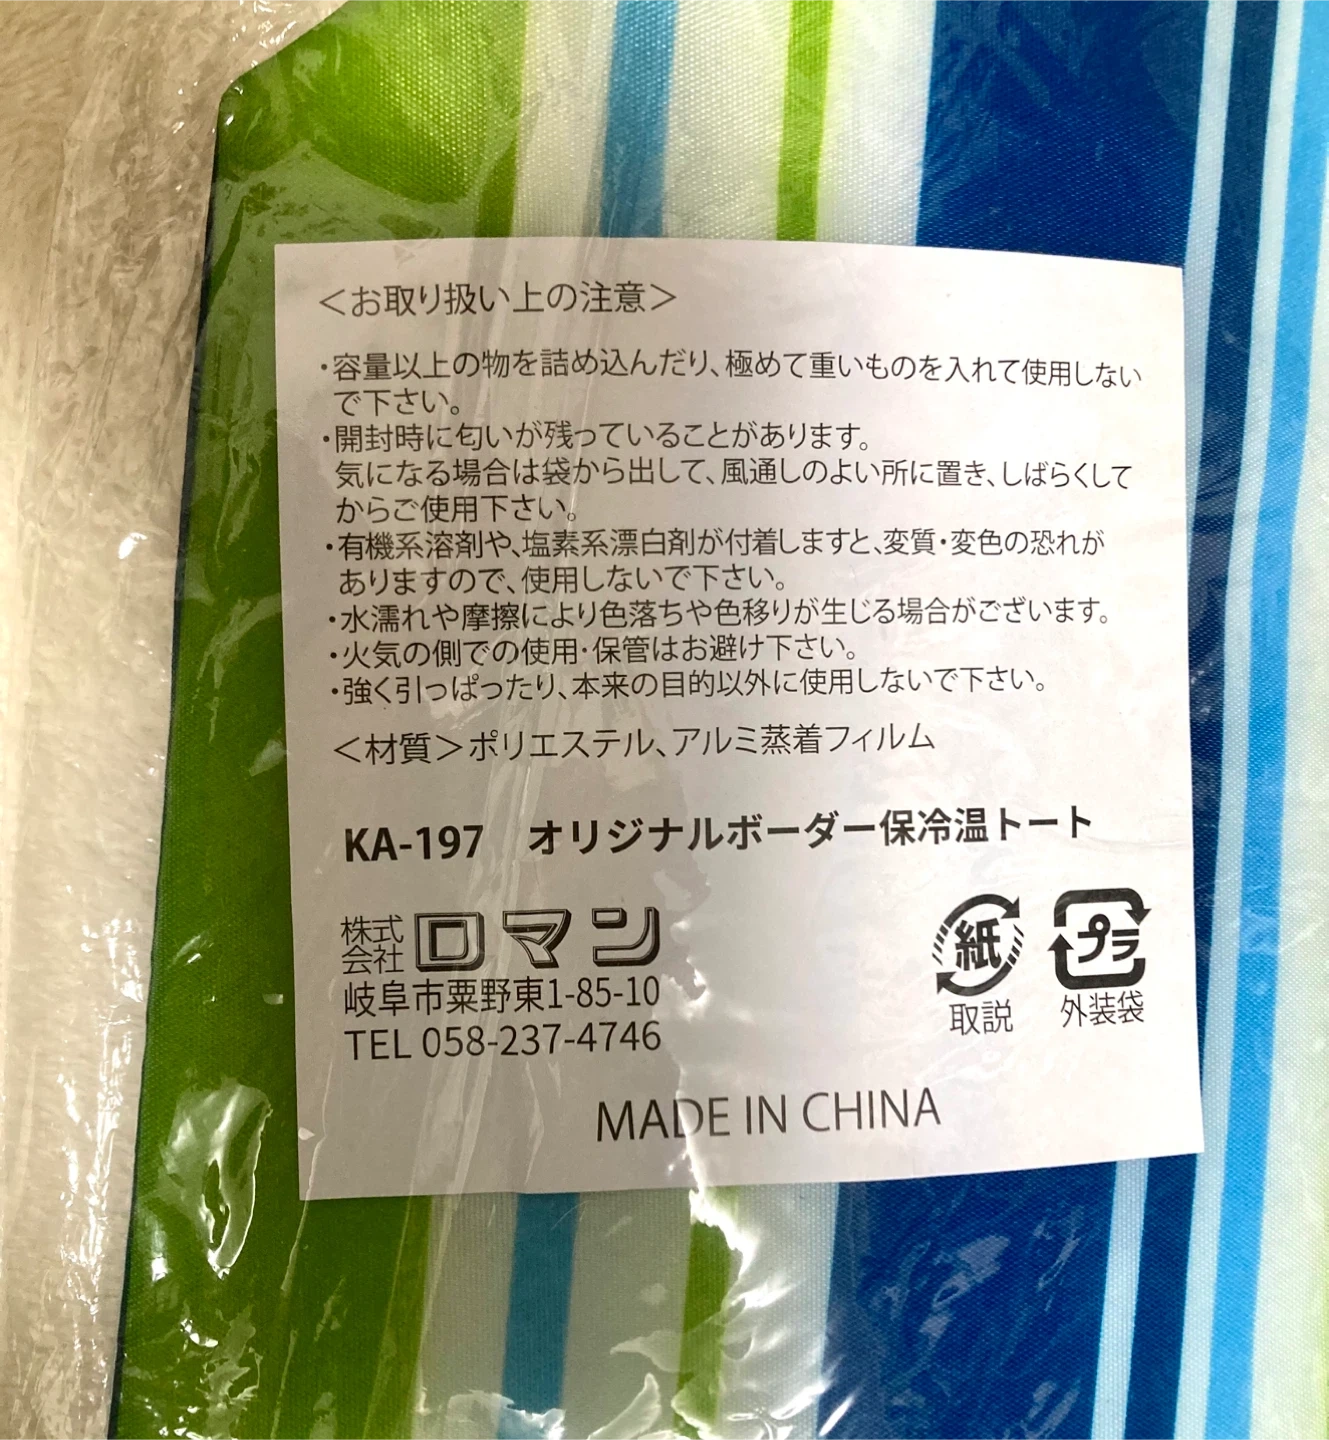 ＜お取り扱い上の注意＞
・容量以上の物を詰め込んだり、極めて重いものを入れて使用しない
で下さい。
・開封時に匂いが残っていることがあります。
気になる場合は袋から出して、風通しのよい所に置き、しばらくして
からご使用下さい。
・有機系溶剤や、塩素系漂白剤が付着しますと、変質・変色の恐れが
ありますので、使用しないで下さい。
・水濡れや摩擦により色落ちや色移りが生じる場合がございます。
・火気の側での使用・保管はお避け下さい。
・強く引っぱったり、本来の目的以外に使用しないで下さい。
＜材質＞ポリエステル、アルミ蒸着フィルム
KA-197　オリジナルボーダー保冷温トート
株式会社 ロマン
岐阜市粟野東1-85-10
TEL 058-237-4746
紙 プラ
取説 外装袋
MADE IN CHINA